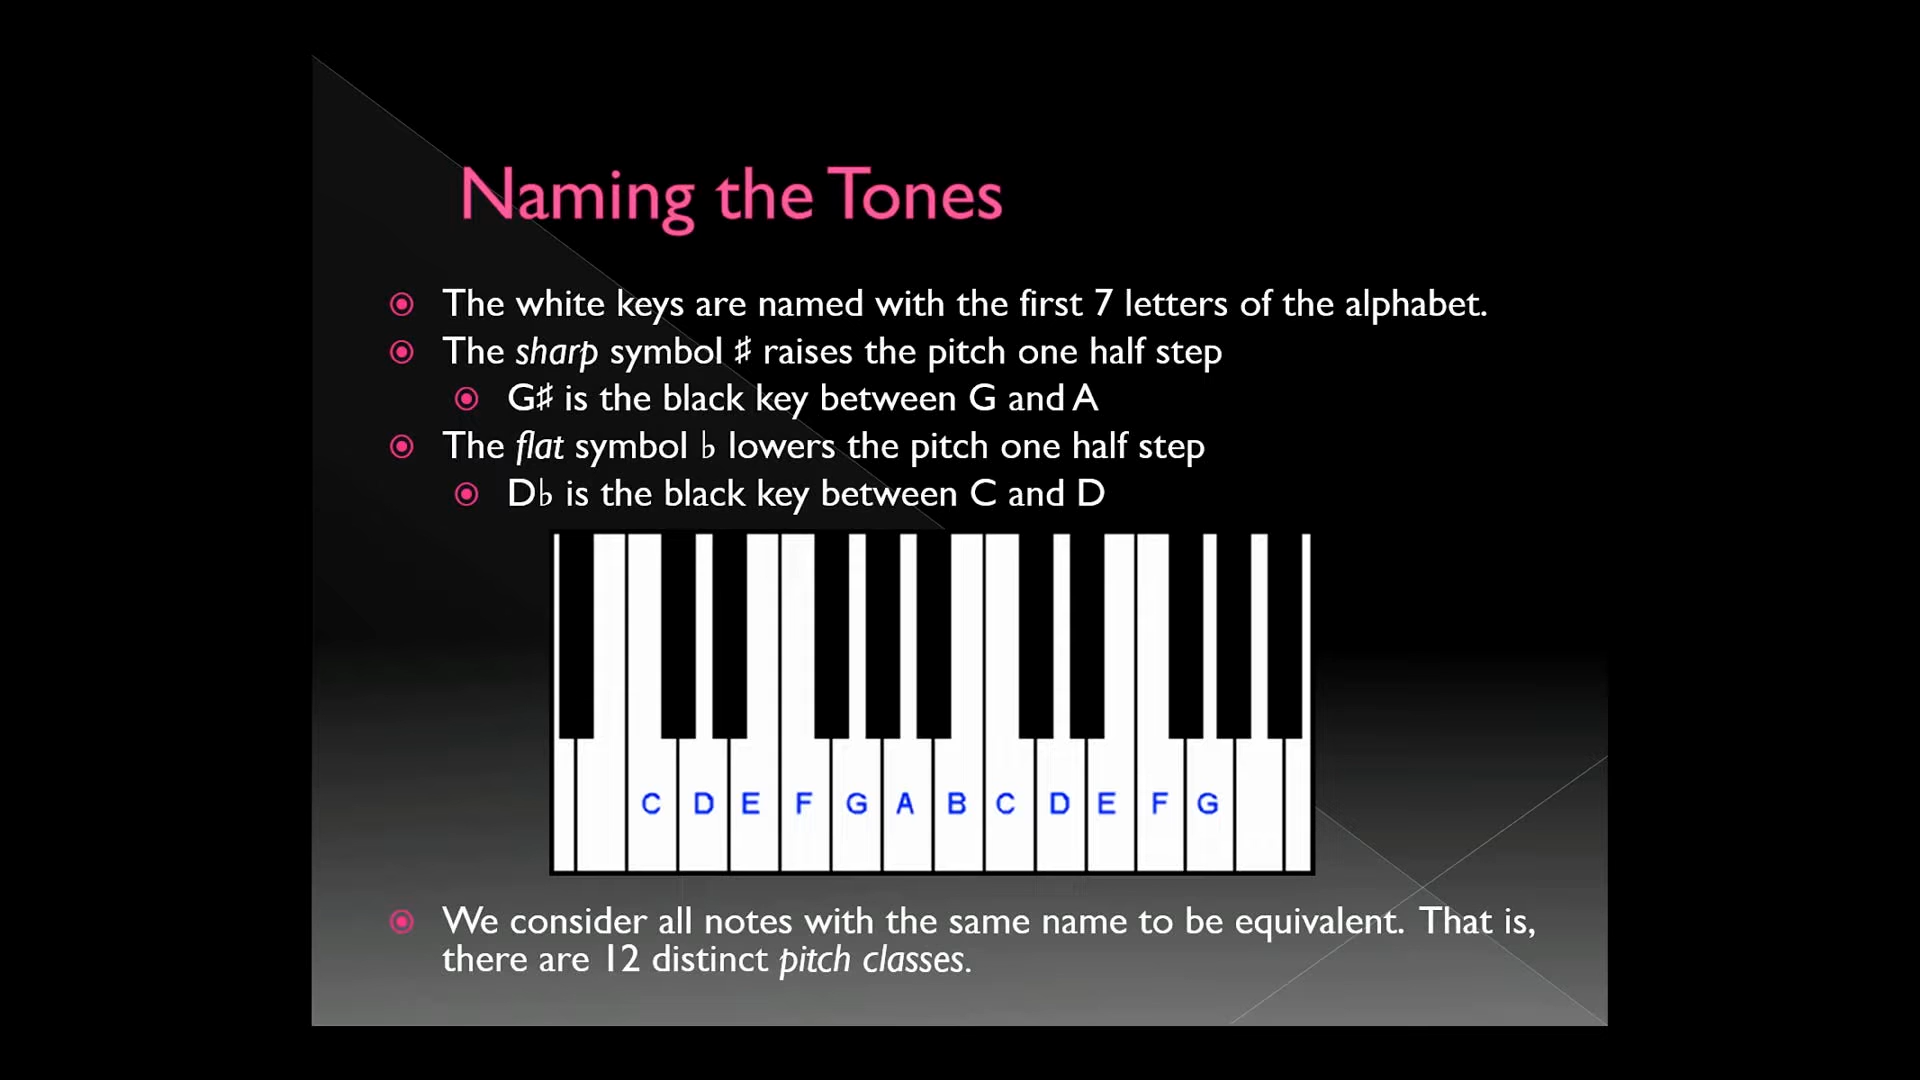 Naming the Tones
The white keys are named with the first 7 letters of the alphabet.
The sharp symbol ♯ raises the pitch one half step
G♯ is the black key between G and A
The flat symbol ♭ lowers the pitch one half step
D♭ is the black key between C and D
C D E F G A B C D E F G
We consider all notes with the same name to be equivalent. That is,
there are 12 distinct pitch classes.